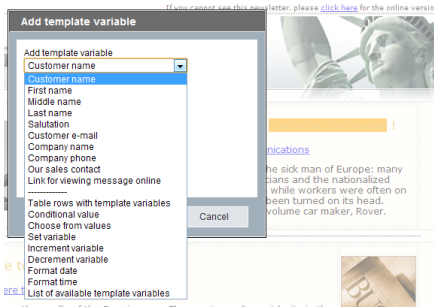 If you cannot see this newsletter, please click here for the online versio
Add template variable
Add template variable
Customer name
Customer name
First name
Middle name
Last name
Salutation
Customer e-mail
Company name
Company phone
Our sales contact
Link for viewing message online
-------------
Table rows with template variables
Conditional value
Choose from values
Set variable
Increment variable
Decrement variable
Format date
Format time
List of available template variables
Cancel
!
nications
he sick man of Europe: many
cians and the nationalized
while workers were often on
been turned on its head.
volume car maker, Rover.